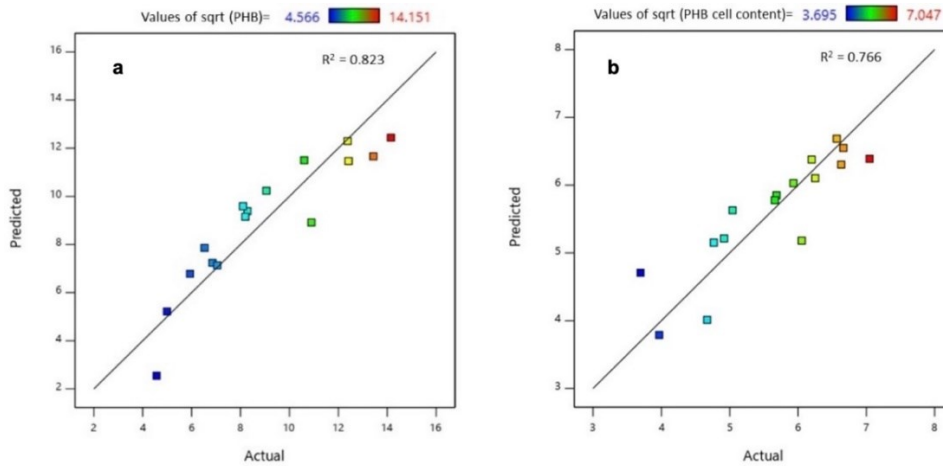 Values of sqrt (PHB)= 4.566 14.151
a
R² = 0.823
16
14
12
10
8
6
4
2
Predicted
2 4 6 8 10 12 14 16
Actual
Values of sqrt (PHB cell content)= 3.695 7.047
b
R² = 0.766
8
7
6
5
4
3
Predicted
3 4 5 6 7 8
Actual